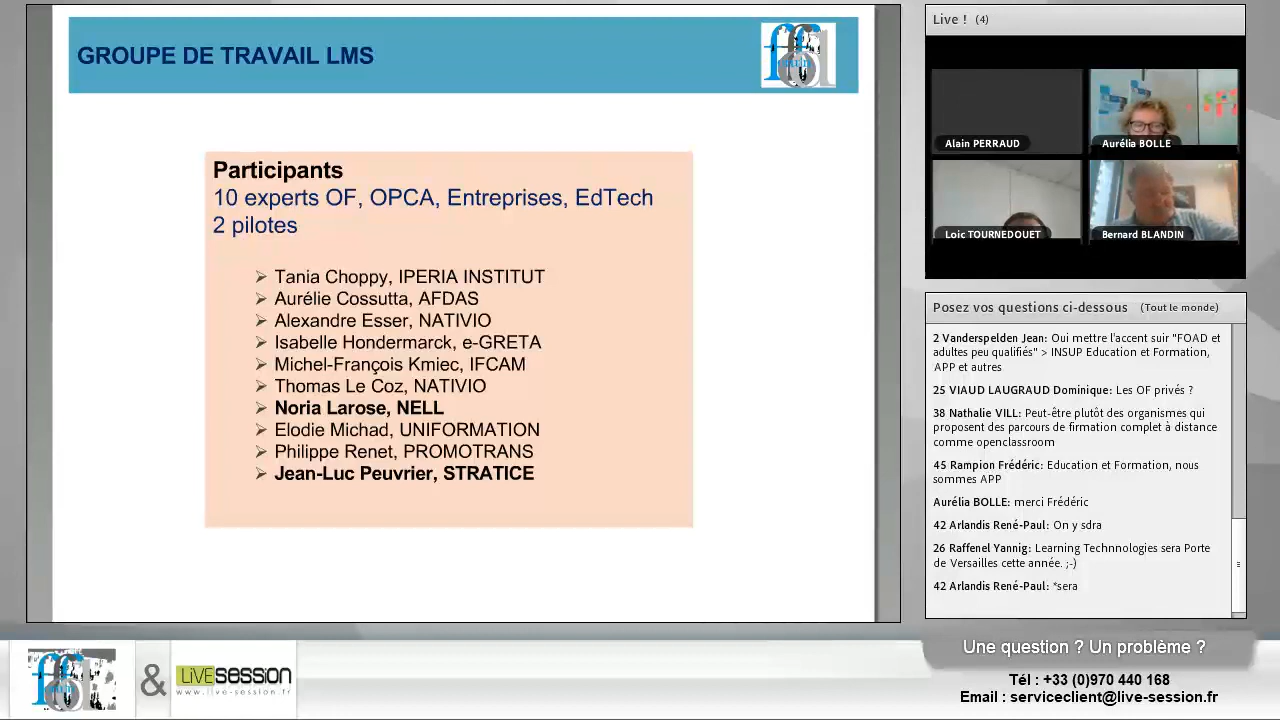 GROUPE DE TRAVAIL LMS
Participants
10 experts OF, OPCA, Entreprises, EdTech
2 pilotes
Tania Choppy, IPERIA INSTITUT
Aurélie Cossutta, AFDAS
Alexandre Esser, NATIVIO
Isabelle Hondermarck, e-GRETA
Michel-François Kmiec, IFCAM
Thomas Le Coz, NATIVIO
Noria Larose, NELL
Elodie Michad, UNIFORMATION
Philippe Renet, PROMOTRANS
Jean-Luc Peuvrier, STRATICE
Live ! (4)
Alain PERRAUD
Aurélia BOLLE
Loic TOURNEDOUET
Bernard BLANDIN
Posez vos questions ci-dessous (Tout le monde)
2 Vanderspelden Jean: Oui mettre l'accent suir "FOAD et
adultes peu qualifiés" > INSUP Education et Formation,
APP et autres
25 VIAUD LAUGRAUD Dominique: Les OF privés ?
38 Nathalie VILL: Peut-être plutôt des organismes qui
proposent des parcours de firmation complet à distance
comme openclassroom
45 Rampion Frédéric: Education et Formation, nous
sommes APP
Aurélia BOLLE: merci Frédéric
42 Arlandis René-Paul: On y sdra
26 Raffenel Yannig: Learning Technnologies sera Porte
de Versailles cette année. ;-)
42 Arlandis René-Paul: *sera
& LIVE SESSION
www.live-session.fr
Une question ? Un problème ?
Tél : +33 (0)970 440 168
Email : serviceclient@live-session.fr